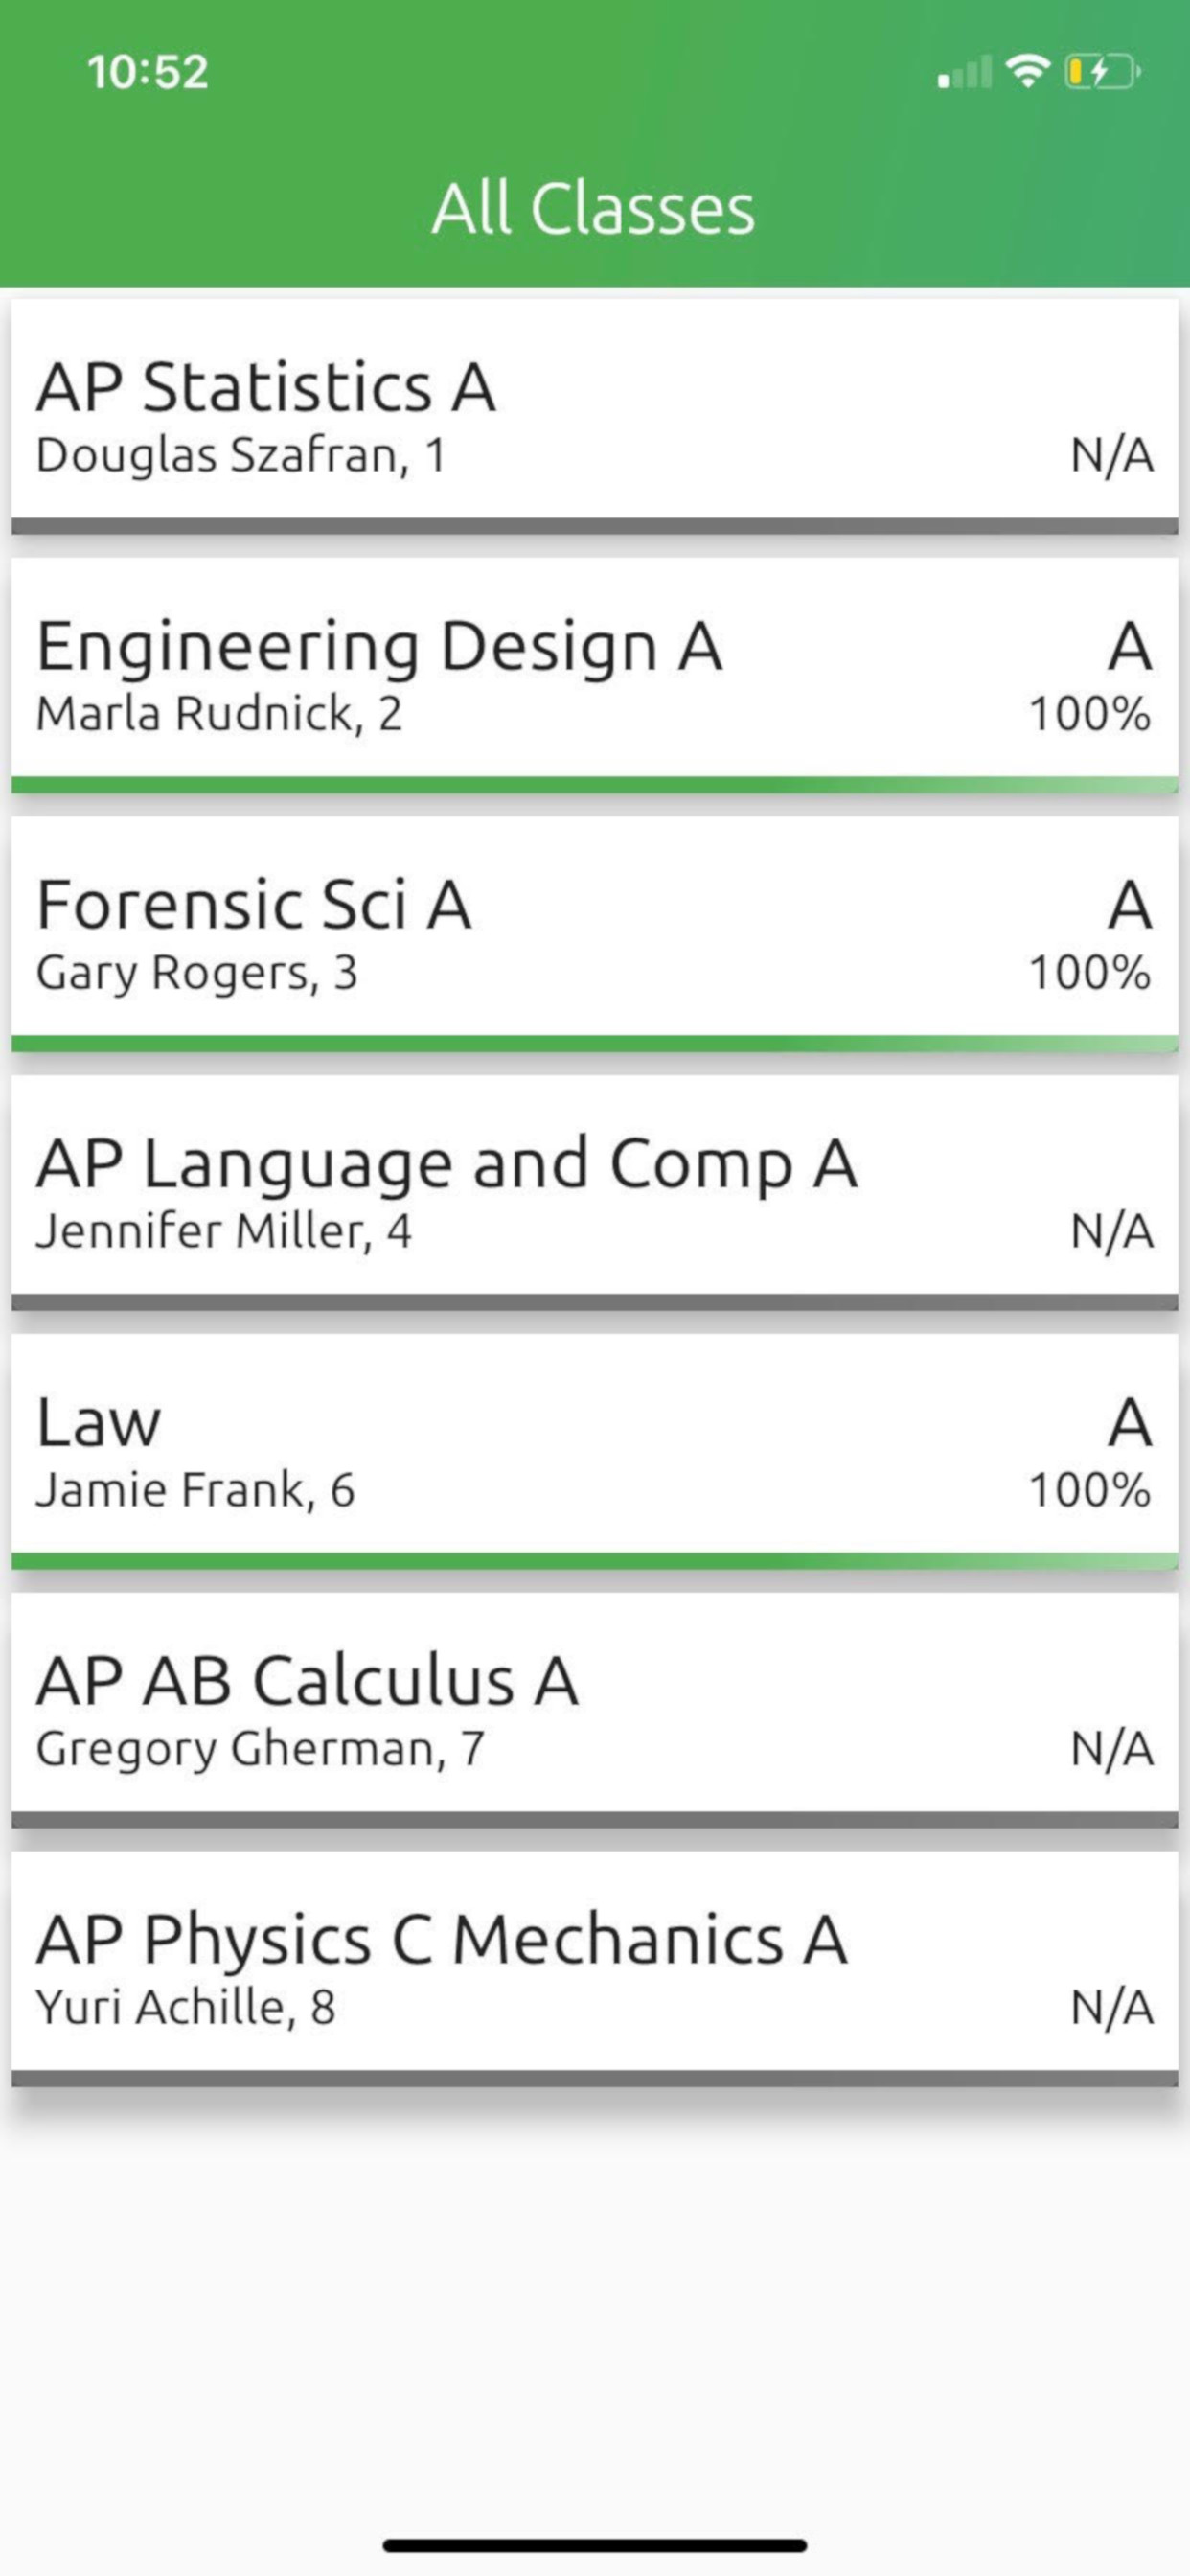 10:52
All Classes
AP Statistics A
Douglas Szafran, 1 N/A
Engineering Design A A
Marla Rudnick, 2 100%
Forensic Sci A A
Gary Rogers, 3 100%
AP Language and Comp A
Jennifer Miller, 4 N/A
Law A
Jamie Frank, 6 100%
AP AB Calculus A
Gregory Gherman, 7 N/A
AP Physics C Mechanics A
Yuri Achille, 8 N/A